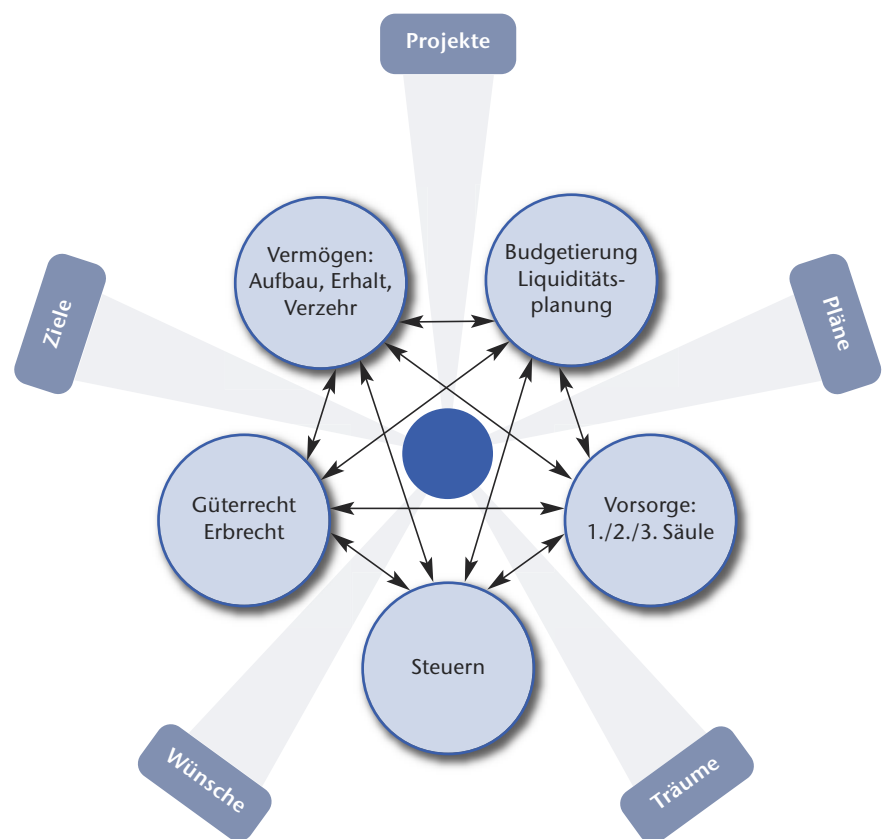 Projekte
Vermögen:
Aufbau, Erhalt,
Verzehr
Budgetierung
Liquiditäts-
planung
Ziele
Pläne
Güterrecht
Erbrecht
Vorsorge:
1./2./3. Säule
Steuern
Wünsche
Träume